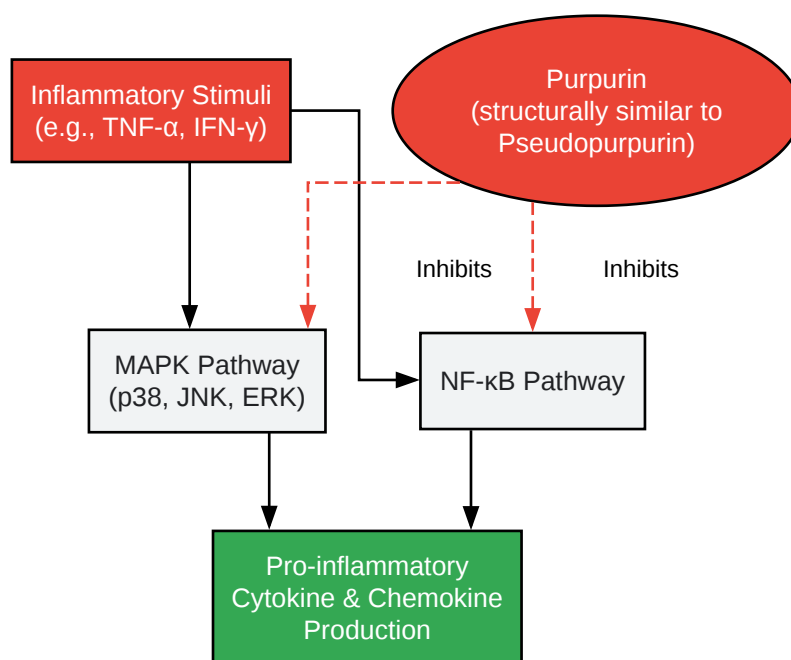 Inflammatory Stimuli
(e.g., TNF-α, IFN-γ)
Purpurin
(structurally similar to
Pseudopurpurin)
Inhibits
Inhibits
MAPK Pathway
(p38, JNK, ERK)
NF-κB Pathway
Pro-inflammatory
Cytokine & Chemokine
Production